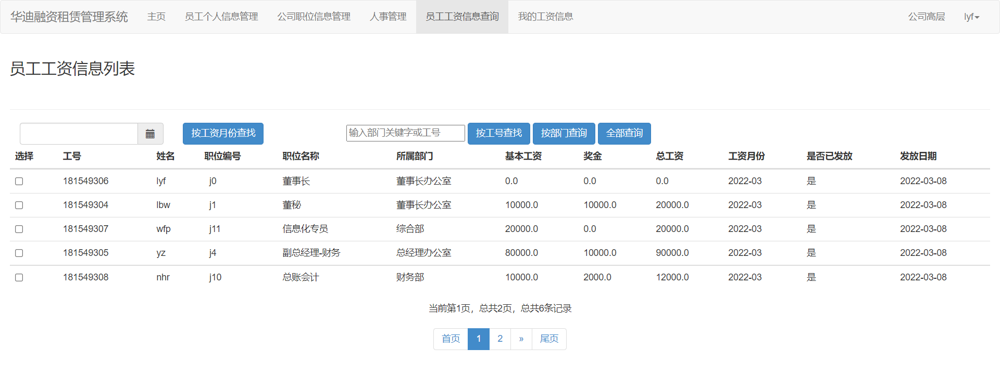 华迪融资租赁管理系统 主页 员工个人信息管理 公司职位信息管理 人事管理 员工工资信息查询 我的工资信息 公司高层 lyf
员工工资信息列表
按工资月份查找 输入部门关键字或工号 按工号查找 按部门查询 全部查询
选择 工号 姓名 职位编号 职位名称 所属部门 基本工资 奖金 总工资 工资月份 是否已发放 发放日期
181549306 lyf j0 董事长 董事长办公室 0.0 0.0 0.0 2022-03 是 2022-03-08
181549304 lbw j1 董秘 董事长办公室 10000.0 10000.0 20000.0 2022-03 是 2022-03-08
181549307 wfp j11 信息化专员 综合部 20000.0 0.0 20000.0 2022-03 是 2022-03-08
181549305 yz j4 副总经理-财务 总经理办公室 80000.0 10000.0 90000.0 2022-03 是 2022-03-08
181549308 nhr j10 总账会计 财务部 10000.0 2000.0 12000.0 2022-03 是 2022-03-08
当前第1页，总共2页，总共6条记录
首页 1 2 » 尾页